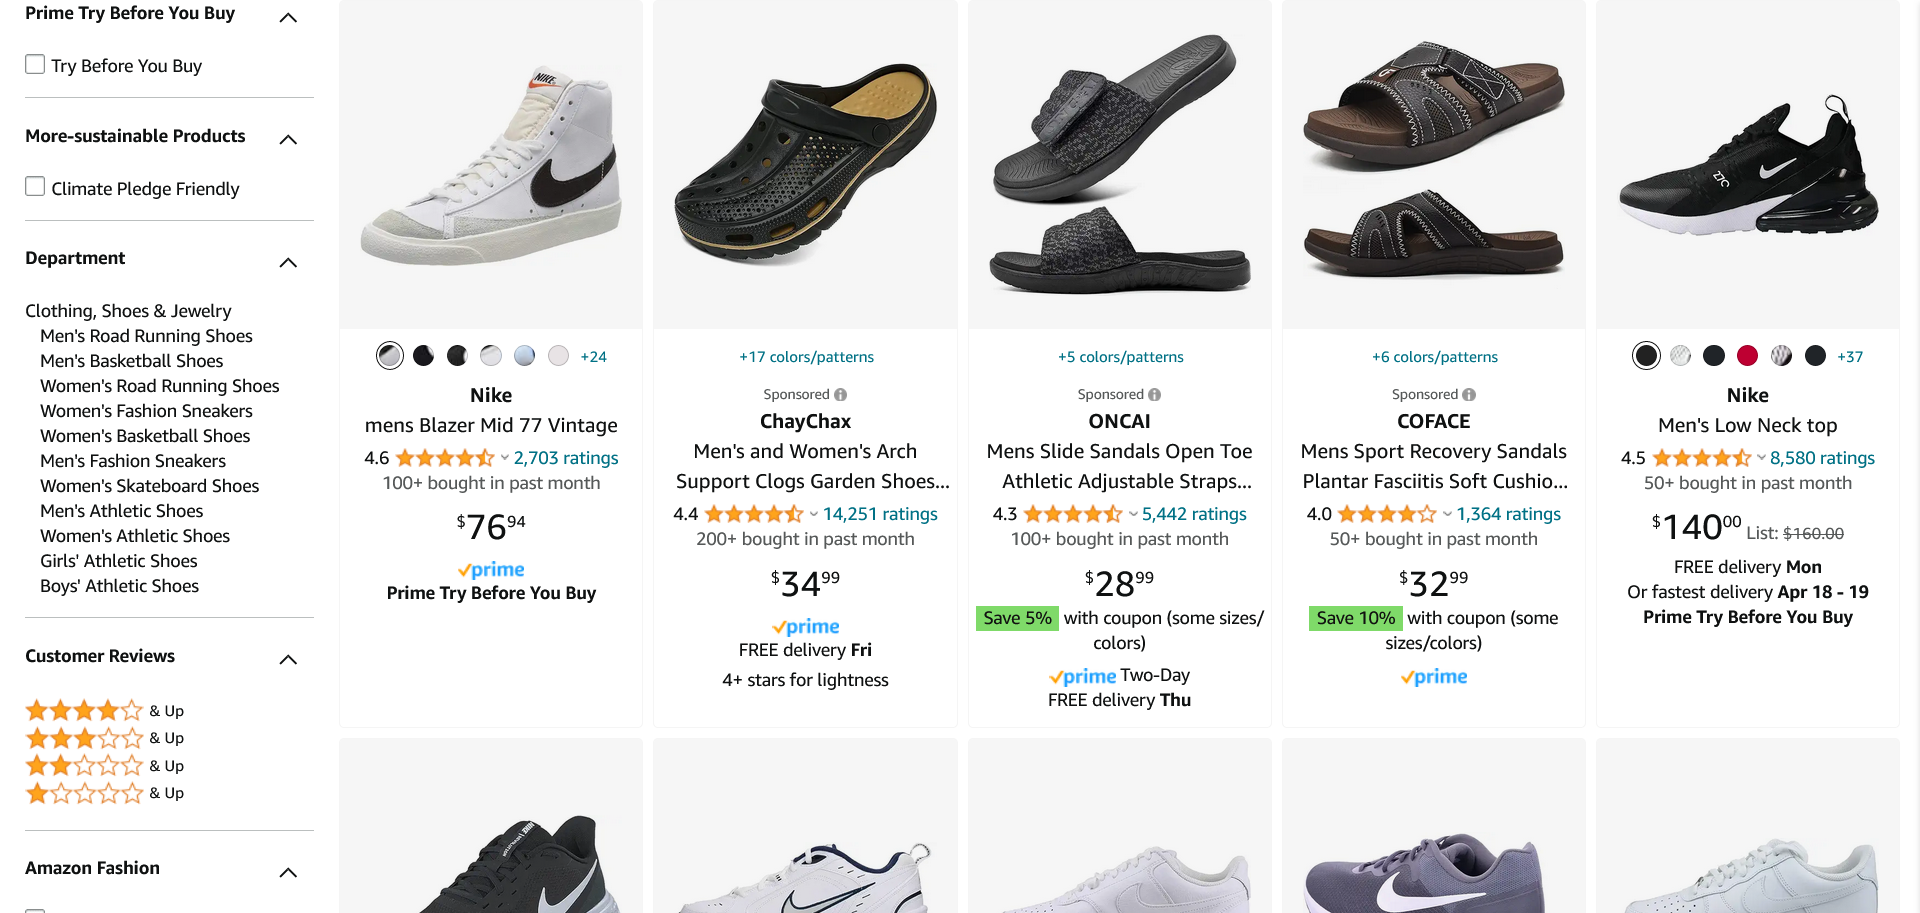 Prime Try Before You Buy
Try Before You Buy
More-sustainable Products
Climate Pledge Friendly
Department
Clothing, Shoes & Jewelry
Men's Road Running Shoes
Men's Basketball Shoes
Women's Road Running Shoes
Women's Fashion Sneakers
Women's Basketball Shoes
Men's Fashion Sneakers
Women's Skateboard Shoes
Men's Athletic Shoes
Women's Athletic Shoes
Girls' Athletic Shoes
Boys' Athletic Shoes
Customer Reviews
& Up
& Up
& Up
& Up
Amazon Fashion
NIKE
+24
Nike
mens Blazer Mid 77 Vintage
4.6 2,703 ratings
100+ bought in past month
$7694
prime
Prime Try Before You Buy
+17 colors/patterns
Sponsored
ChayChax
Men's and Women's Arch
Support Clogs Garden Shoes...
4.4 14,251 ratings
200+ bought in past month
$3499
prime
FREE delivery Fri
4+ stars for lightness
+5 colors/patterns
Sponsored
ONCAI
Mens Slide Sandals Open Toe
Athletic Adjustable Straps...
4.3 5,442 ratings
100+ bought in past month
$2899
Save 5% with coupon (some sizes/
colors)
prime Two-Day
FREE delivery Thu
+6 colors/patterns
Sponsored
COFACE
Mens Sport Recovery Sandals
Plantar Fasciitis Soft Cushio...
4.0 1,364 ratings
50+ bought in past month
$3299
Save 10% with coupon (some
sizes/colors)
prime
+37
Nike
Men's Low Neck top
4.5 8,580 ratings
50+ bought in past month
$14000 List: $160.00
FREE delivery Mon
Or fastest delivery Apr 18 - 19
Prime Try Before You Buy